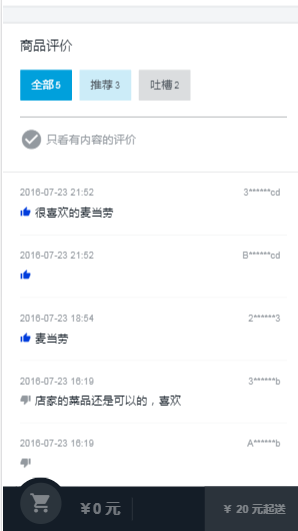 商品评价
全部 5 推荐 3 吐槽 2
只看有内容的评价
2016-07-23 21:52 3******cd
很喜欢的麦当劳
2016-07-23 21:52 B******cd
2016-07-23 18:54 2******3
麦当劳
2016-07-23 16:19 3******b
店家的菜品还是可以的，喜欢
2016-07-23 16:19 A******b
¥0 元 ¥ 20 元起送